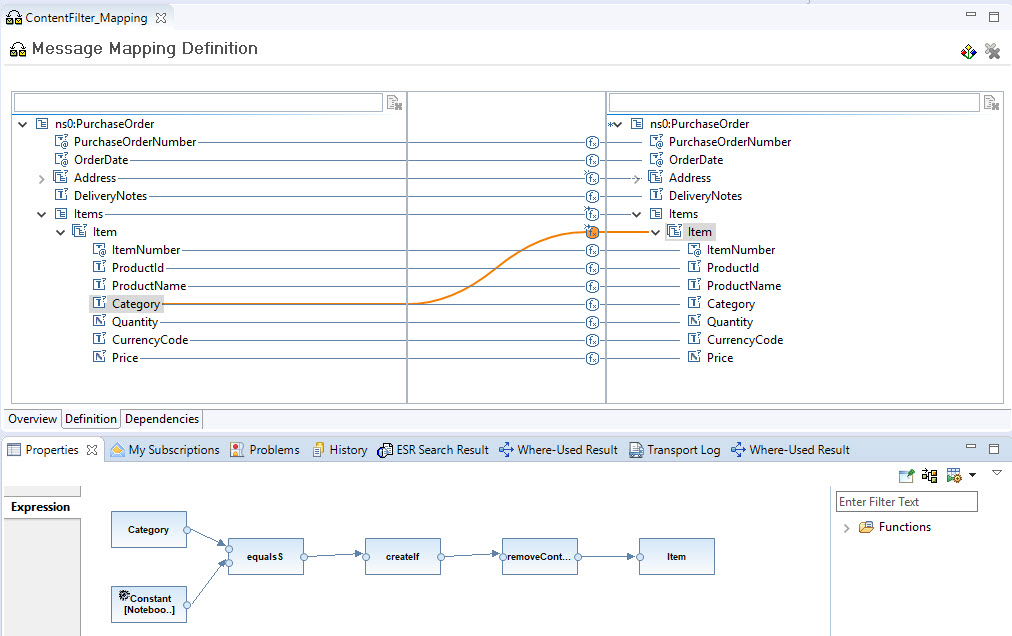 ContentFilter_Mapping
Message Mapping Definition
ns0:PurchaseOrder
PurchaseOrderNumber
OrderDate
Address
DeliveryNotes
Items
Item
ItemNumber
ProductId
ProductName
Category
Quantity
CurrencyCode
Price
ns0:PurchaseOrder
PurchaseOrderNumber
OrderDate
Address
DeliveryNotes
Items
Item
ItemNumber
ProductId
ProductName
Category
Quantity
CurrencyCode
Price
Overview Definition Dependencies
Properties My Subscriptions Problems History ESR Search Result Where-Used Result Transport Log Where-Used Result
Enter Filter Text
Functions
Expression
Category
Constant
[Noteboo..]
equalsS
createIf
removeCont...
Item